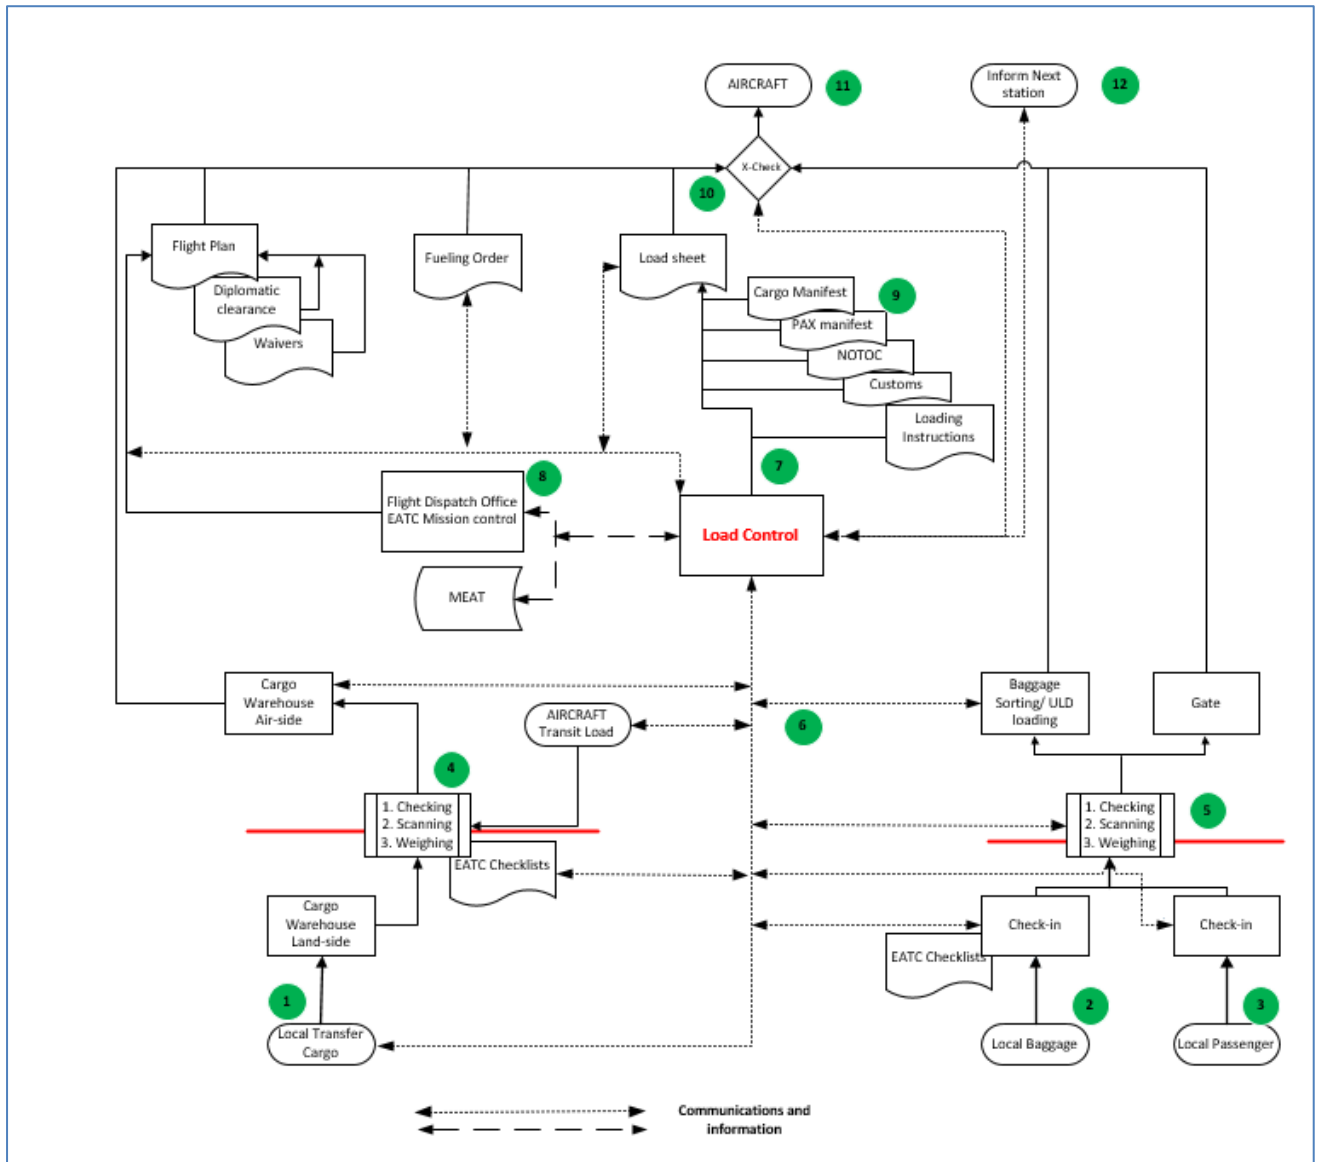 AIRCRAFT
11
Inform Next
station
12
X-Check
10
Flight Plan
Diplomatic
clearance
Waivers
Fueling Order
Load sheet
Cargo Manifest
9
PAX manifest
NOTOC
Customs
Loading
Instructions
7
8
Flight Dispatch Office
EATC Mission control
Load Control
MEAT
Cargo
Warehouse
Air-side
AIRCRAFT
Transit Load
6
Baggage
Sorting/ ULD
loading
Gate
4
1. Checking
2. Scanning
3. Weighing
EATC Checklists
1. Checking
2. Scanning
3. Weighing
5
Cargo
Warehouse
Land-side
Check-in
Check-in
EATC Checklists
1
Local Transfer
Cargo
2
Local Baggage
3
Local Passenger
Communications and
information